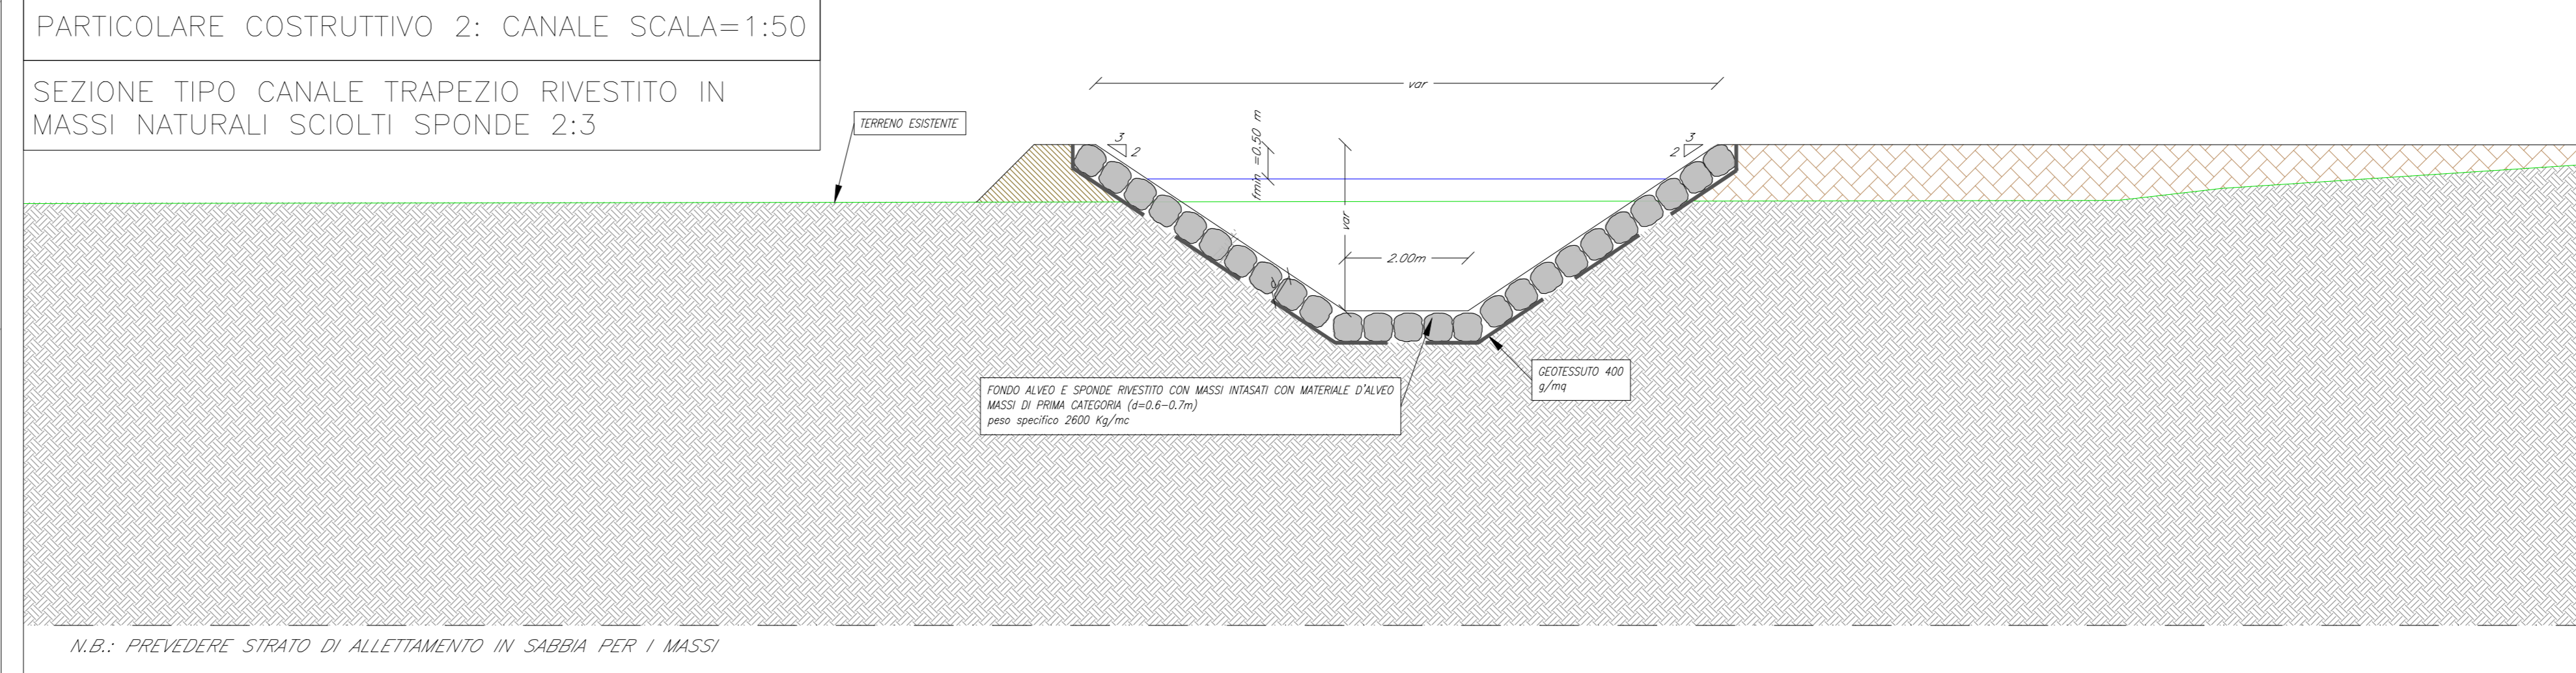 PARTICOLARE COSTRUTTIVO 2: CANALE SCALA=1:50
SEZIONE TIPO CANALE TRAPEZIO RIVESTITO IN
MASSI NATURALI SCIOLTI SPONDE 2:3
TERRENO ESISTENTE
var
3
2
fmin =0.50 m
3
2
var
2.00m
d
FONDO ALVEO E SPONDE RIVESTITO CON MASSI INTASATI CON MATERIALE D'ALVEO
MASSI DI PRIMA CATEGORIA (d=0.6-0.7m)
peso specifico 2600 Kg/mc
GEOTESSUTO 400
g/mq
N.B.: PREVEDERE STRATO DI ALLETTAMENTO IN SABBIA PER I MASSI